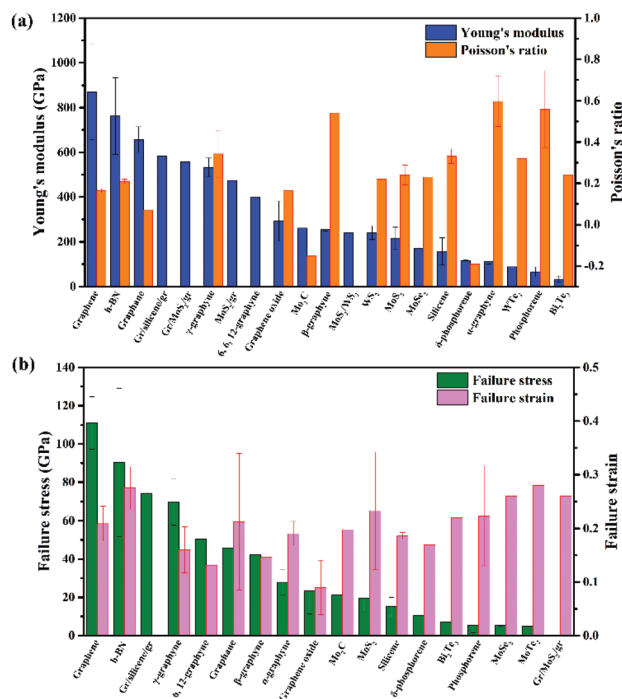 (a)
Young's modulus
Poisson's ratio
Young's modulus (GPa)
1200
1000
800
600
400
200
0
Poisson's ratio
1.0
0.8
0.6
0.4
0.2
0.0
-0.2
Graphene
h-BN
Graphane
Gr/silicene/gr
Gr/MoS2/gr
γ-graphyne
MoS2/gr
6, 6, 12-graphyne
Graphene oxide
Mo2C
β-graphyne
MoS2/WS2
WS2
MoS2
MoSe2
Silicene
δ-phosphorene
α-graphyne
WTe2
Phosphorene
Bi2Te3
(b)
Failure stress
Failure strain
Failure stress (GPa)
140
120
100
80
60
40
20
0
Failure strain
0.5
0.4
0.3
0.2
0.1
0.0
Graphene
h-BN
Gr/silicene/gr
γ-graphyne
6, 12-graphyne
Graphane
β-graphyne
α-graphyne
Graphene oxide
Mo2C
MoS2
Silicene
δ-phosphorene
Bi2Te3
Phosphorene
MoSe2
MoTe2
Gr/MoS2/gr